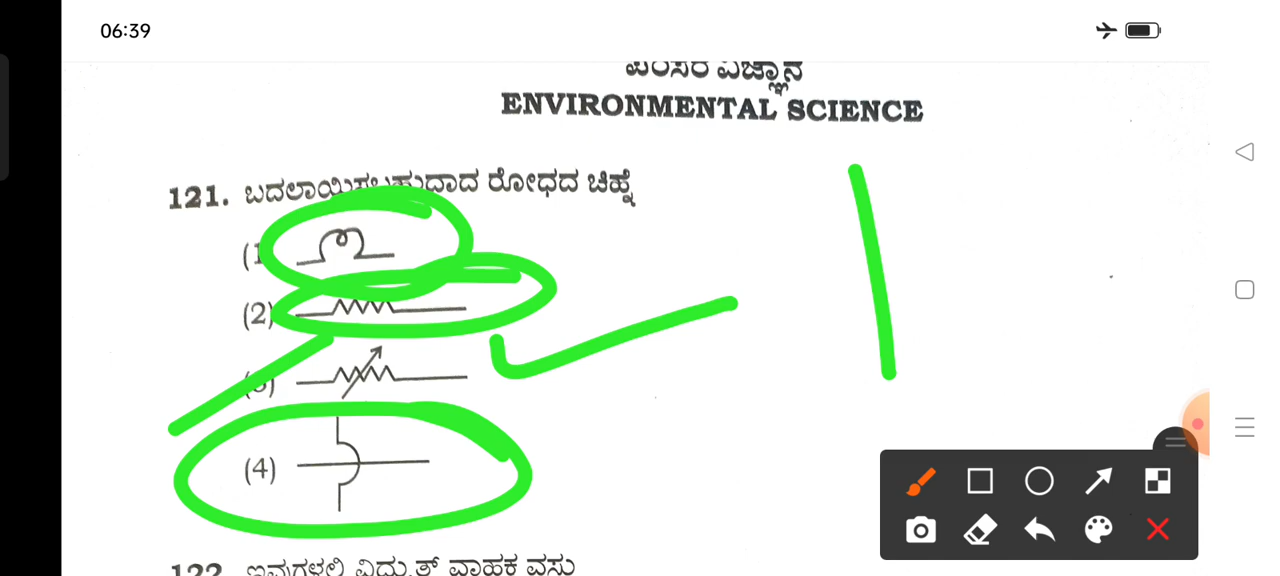 06:39
ಪರಿಸರ ವಿಜ್ಞಾನ
ENVIRONMENTAL SCIENCE
121. ಬದಲಾಯಿಸಬಹುದಾದ ರೋಧದ ಚಿಹ್ನೆ
(1
(2)
(3)
(4)
122. ಇವುಗಳಲ್ಲಿ ವಿದ್ಯುತ್ ವಾಹಕ ವಸ್ತು